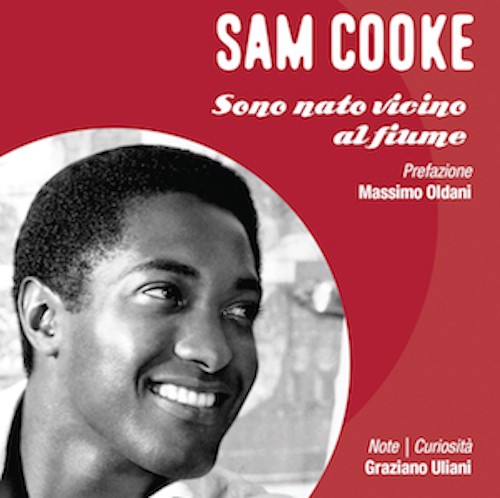 SAM COOKE
Sono nato vicino
al fiume
Prefazione
Massimo Oldani
Note | Curiosità
Graziano Uliani